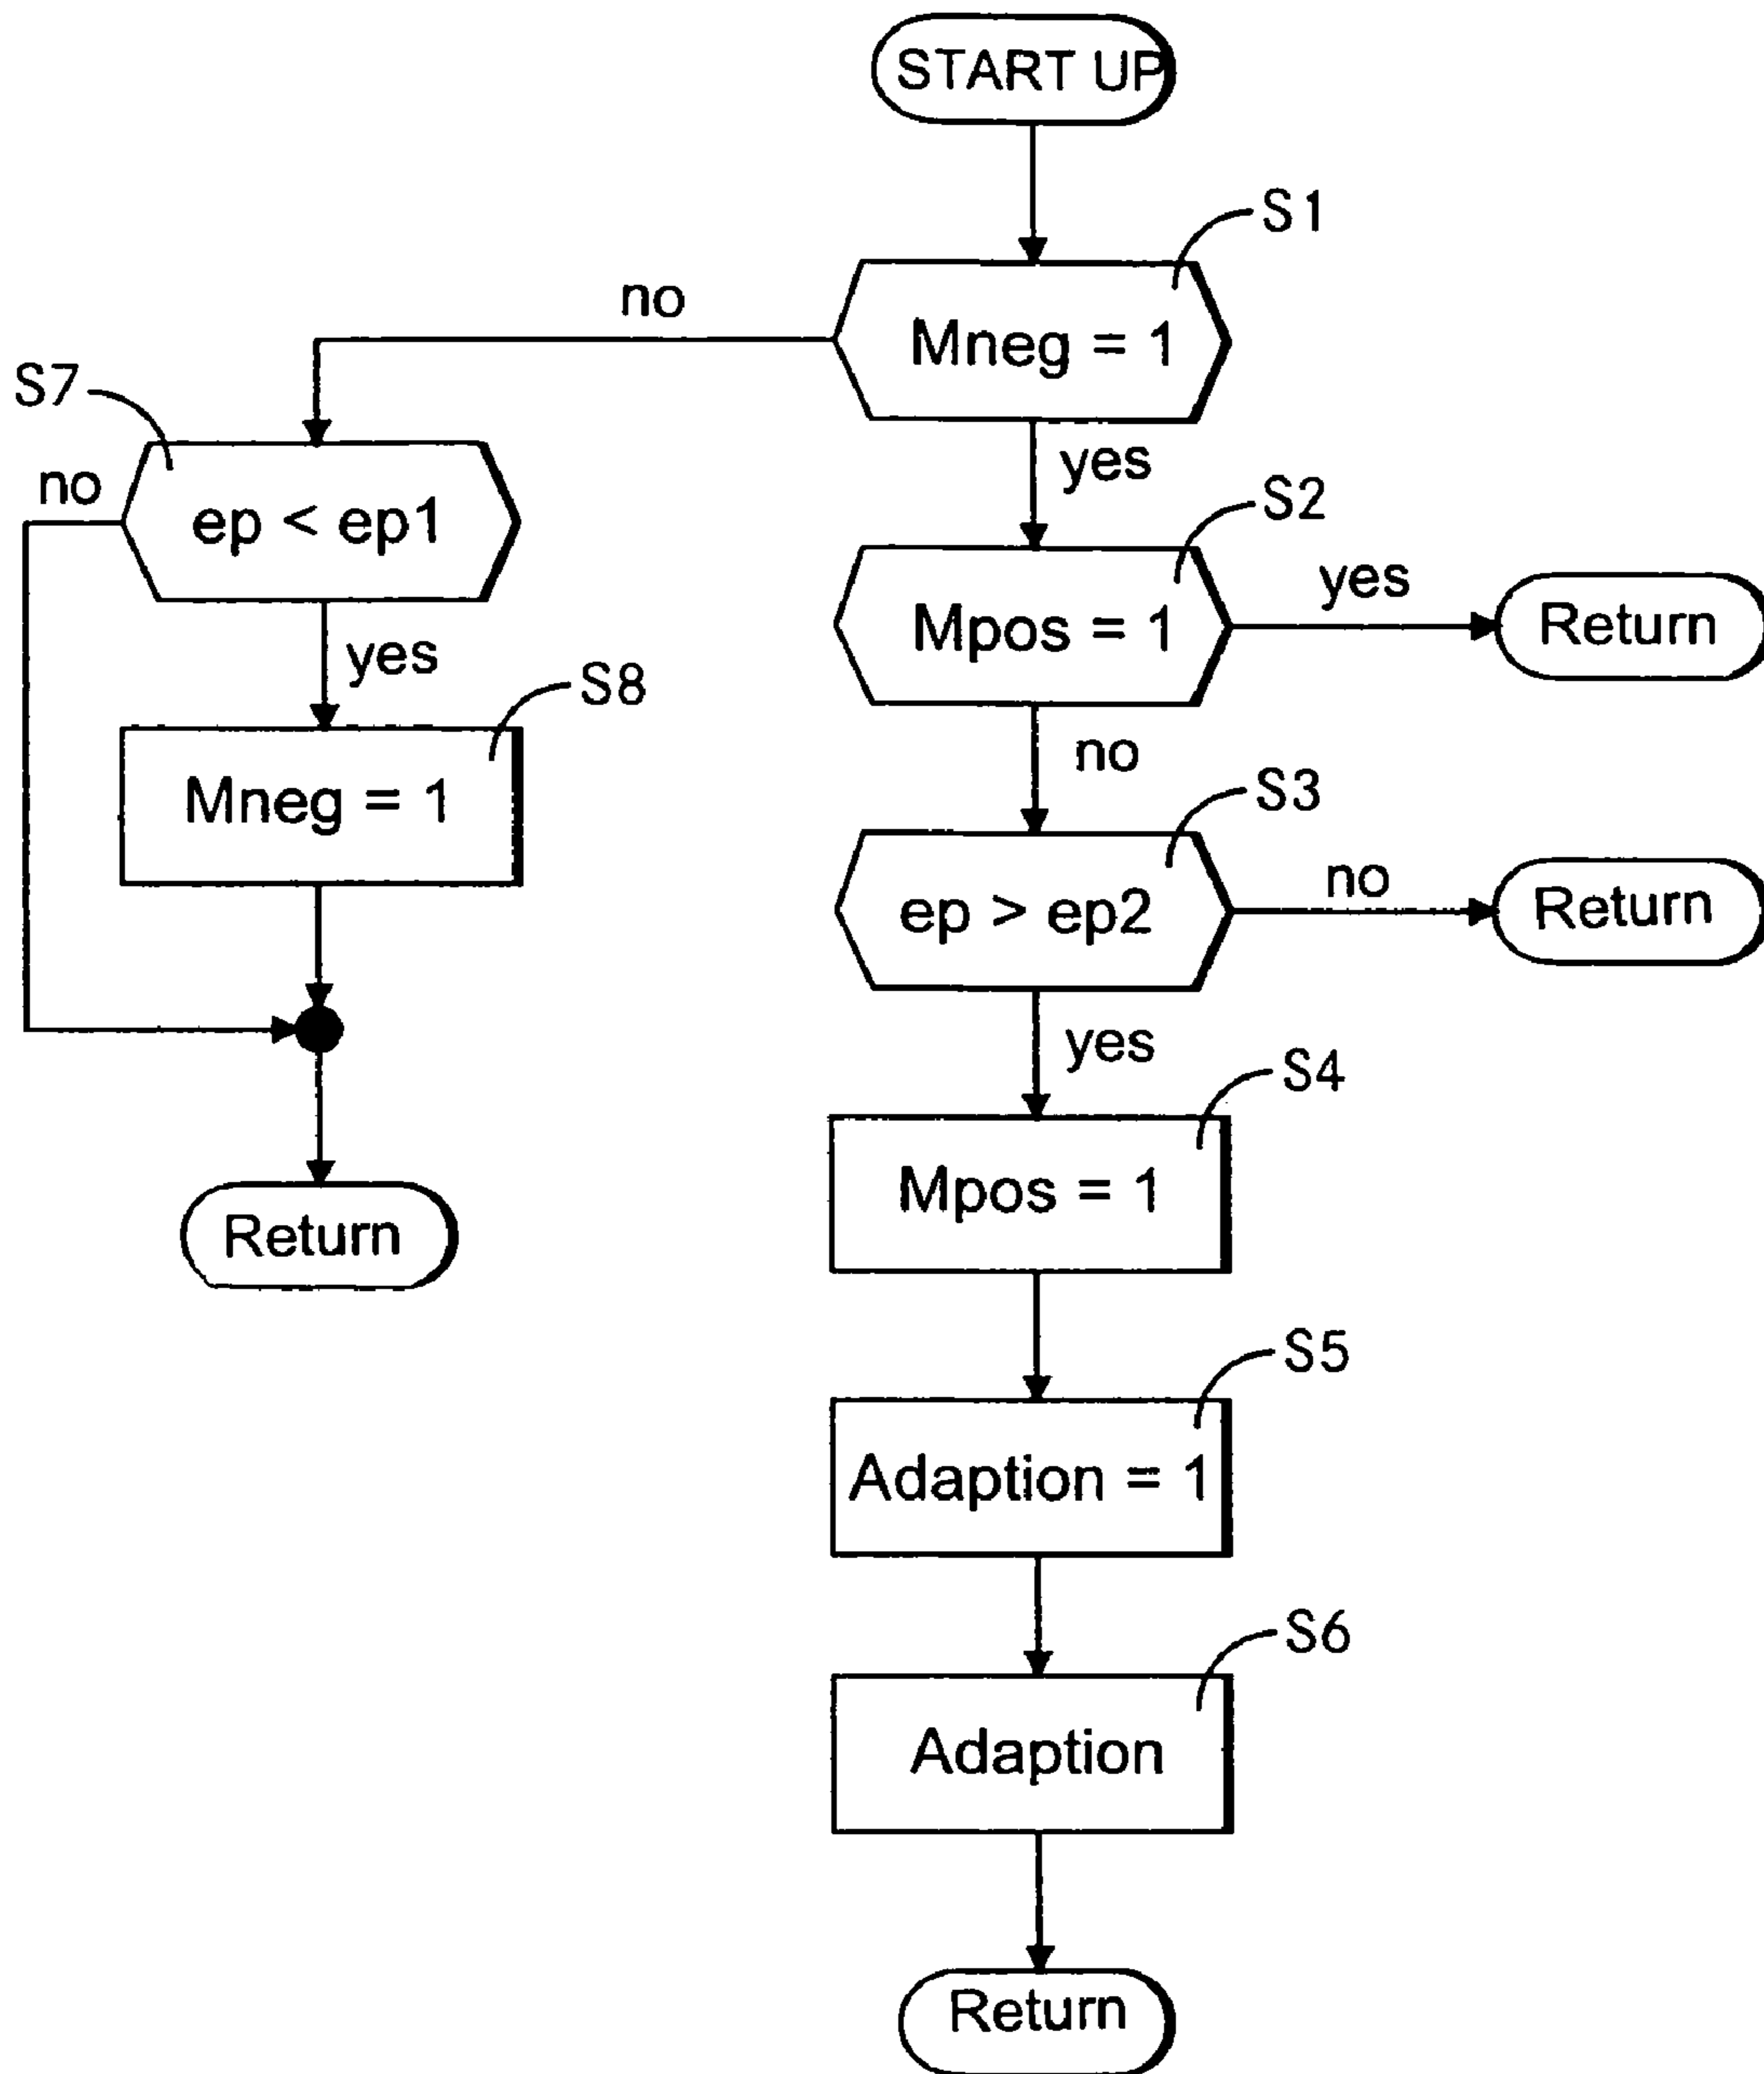 START UP
S1
no
Mneg = 1
S7
yes
no
ep < ep1
S2
yes
Mpos = 1
Return
yes
S8
no
Mneg = 1
S3
no
ep > ep2
Return
yes
S4
Mpos = 1
Return
S5
Adaption = 1
S6
Adaption
Return